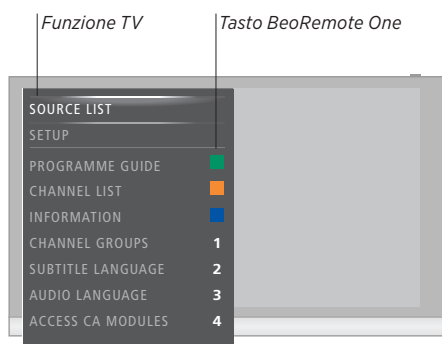 Funzione TV
Tasto BeoRemote One
SOURCE LIST
SETUP
PROGRAMME GUIDE
CHANNEL LIST
INFORMATION
CHANNEL GROUPS 1
SUBTITLE LANGUAGE 2
AUDIO LANGUAGE 3
ACCESS CA MODULES 4